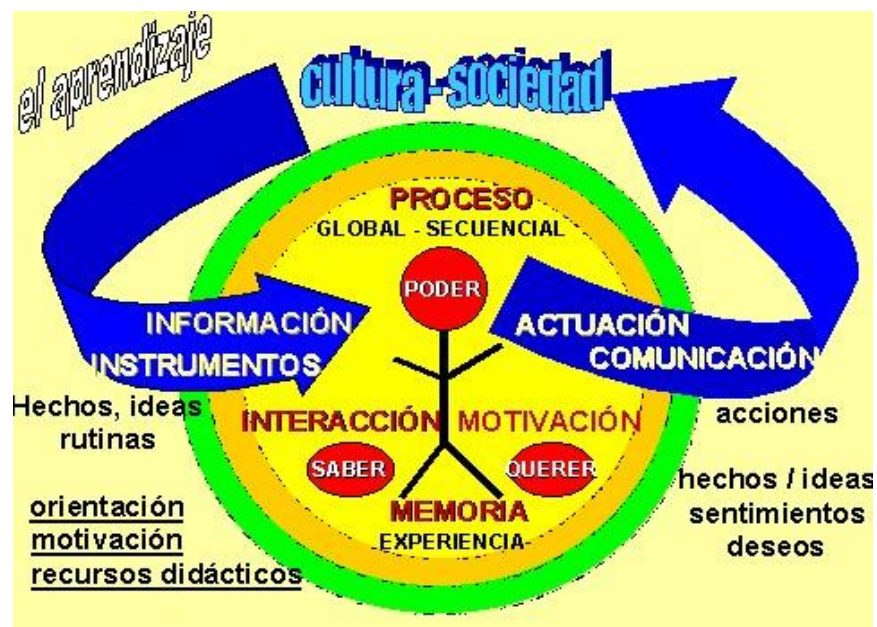 el aprendizaje
cultura - sociedad
PROCESO
GLOBAL - SECUENCIAL
PODER
INFORMACIÓN
INSTRUMENTOS
ACTUACIÓN
COMUNICACIÓN
Hechos, ideas
rutinas
INTERACCIÓN MOTIVACIÓN
acciones
SABER
QUERER
MEMORIA
EXPERIENCIA
hechos / ideas
sentimientos
deseos
orientación
motivación
recursos didácticos